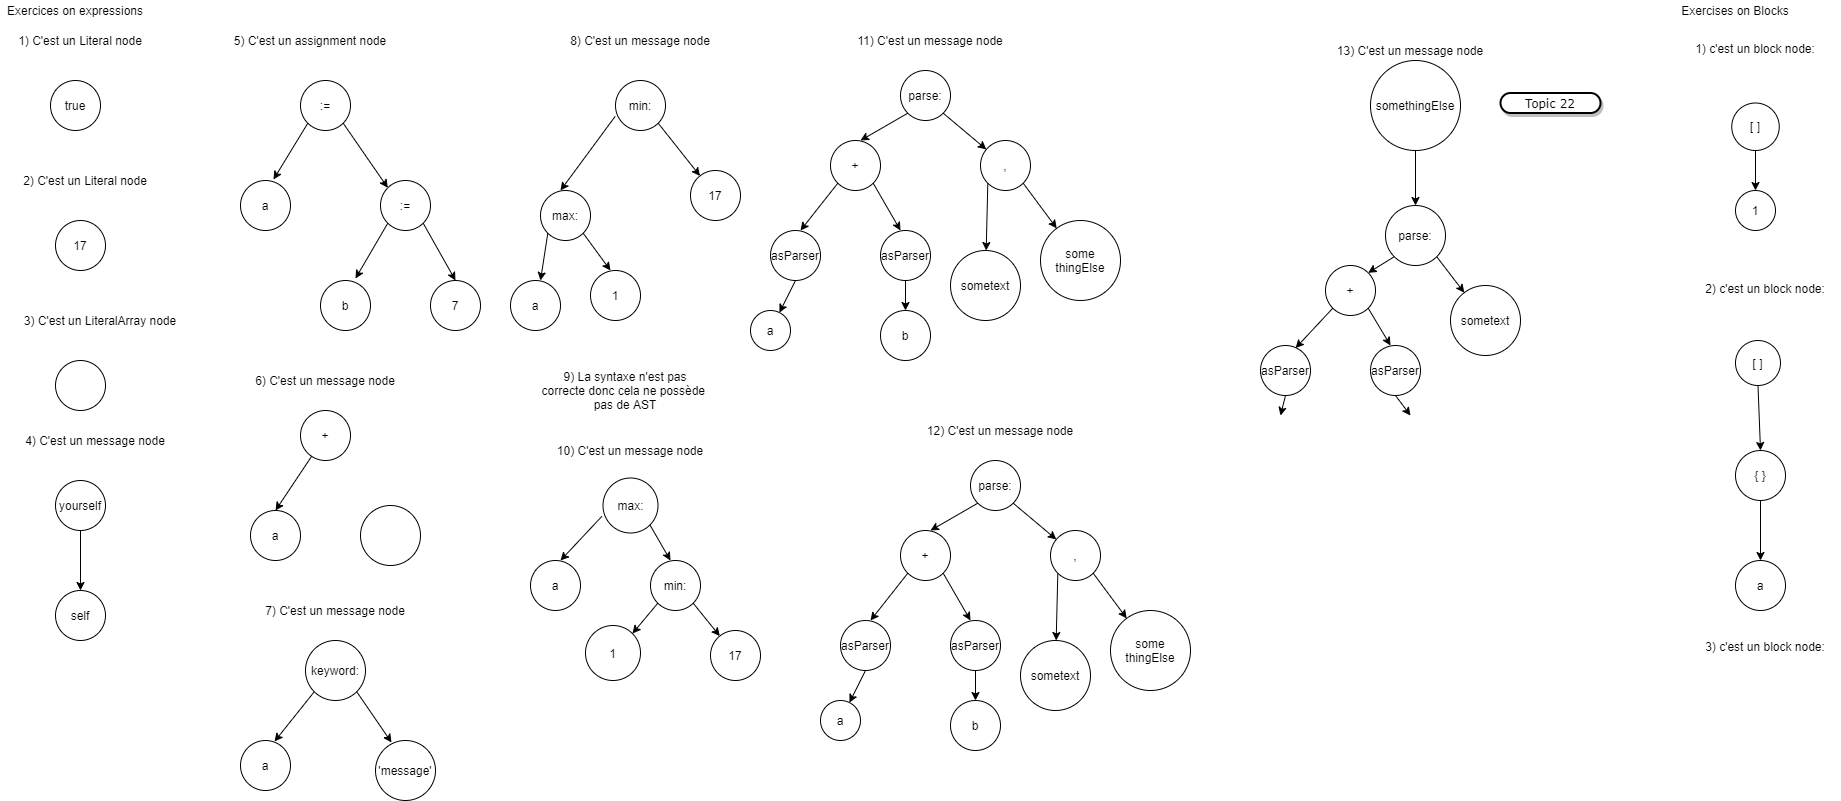 Exercices on expressions
1) C'est un Literal node
true
2) C'est un Literal node
17
3) C'est un LiteralArray node
4) C'est un message node
yourself
self
5) C'est un assignment node
:=
a
:=
b
7
6) C'est un message node
+
a
7) C'est un message node
keyword:
a
'message'
8) C'est un message node
min:
max:
17
a
1
9) La syntaxe n'est pas
correcte donc cela ne possède
pas de AST
10) C'est un message node
max:
a
min:
1
17
11) C'est un message node
parse:
+
,
asParser
asParser
sometext
some
thingElse
a
b
12) C'est un message node
parse:
+
,
asParser
asParser
sometext
some
thingElse
a
b
13) C'est un message node
somethingElse
parse:
+
sometext
asParser
asParser
Topic 22
Exercises on Blocks
1) c'est un block node:
[ ]
1
2) c'est un block node:
[ ]
{ }
a
3) c'est un block node: